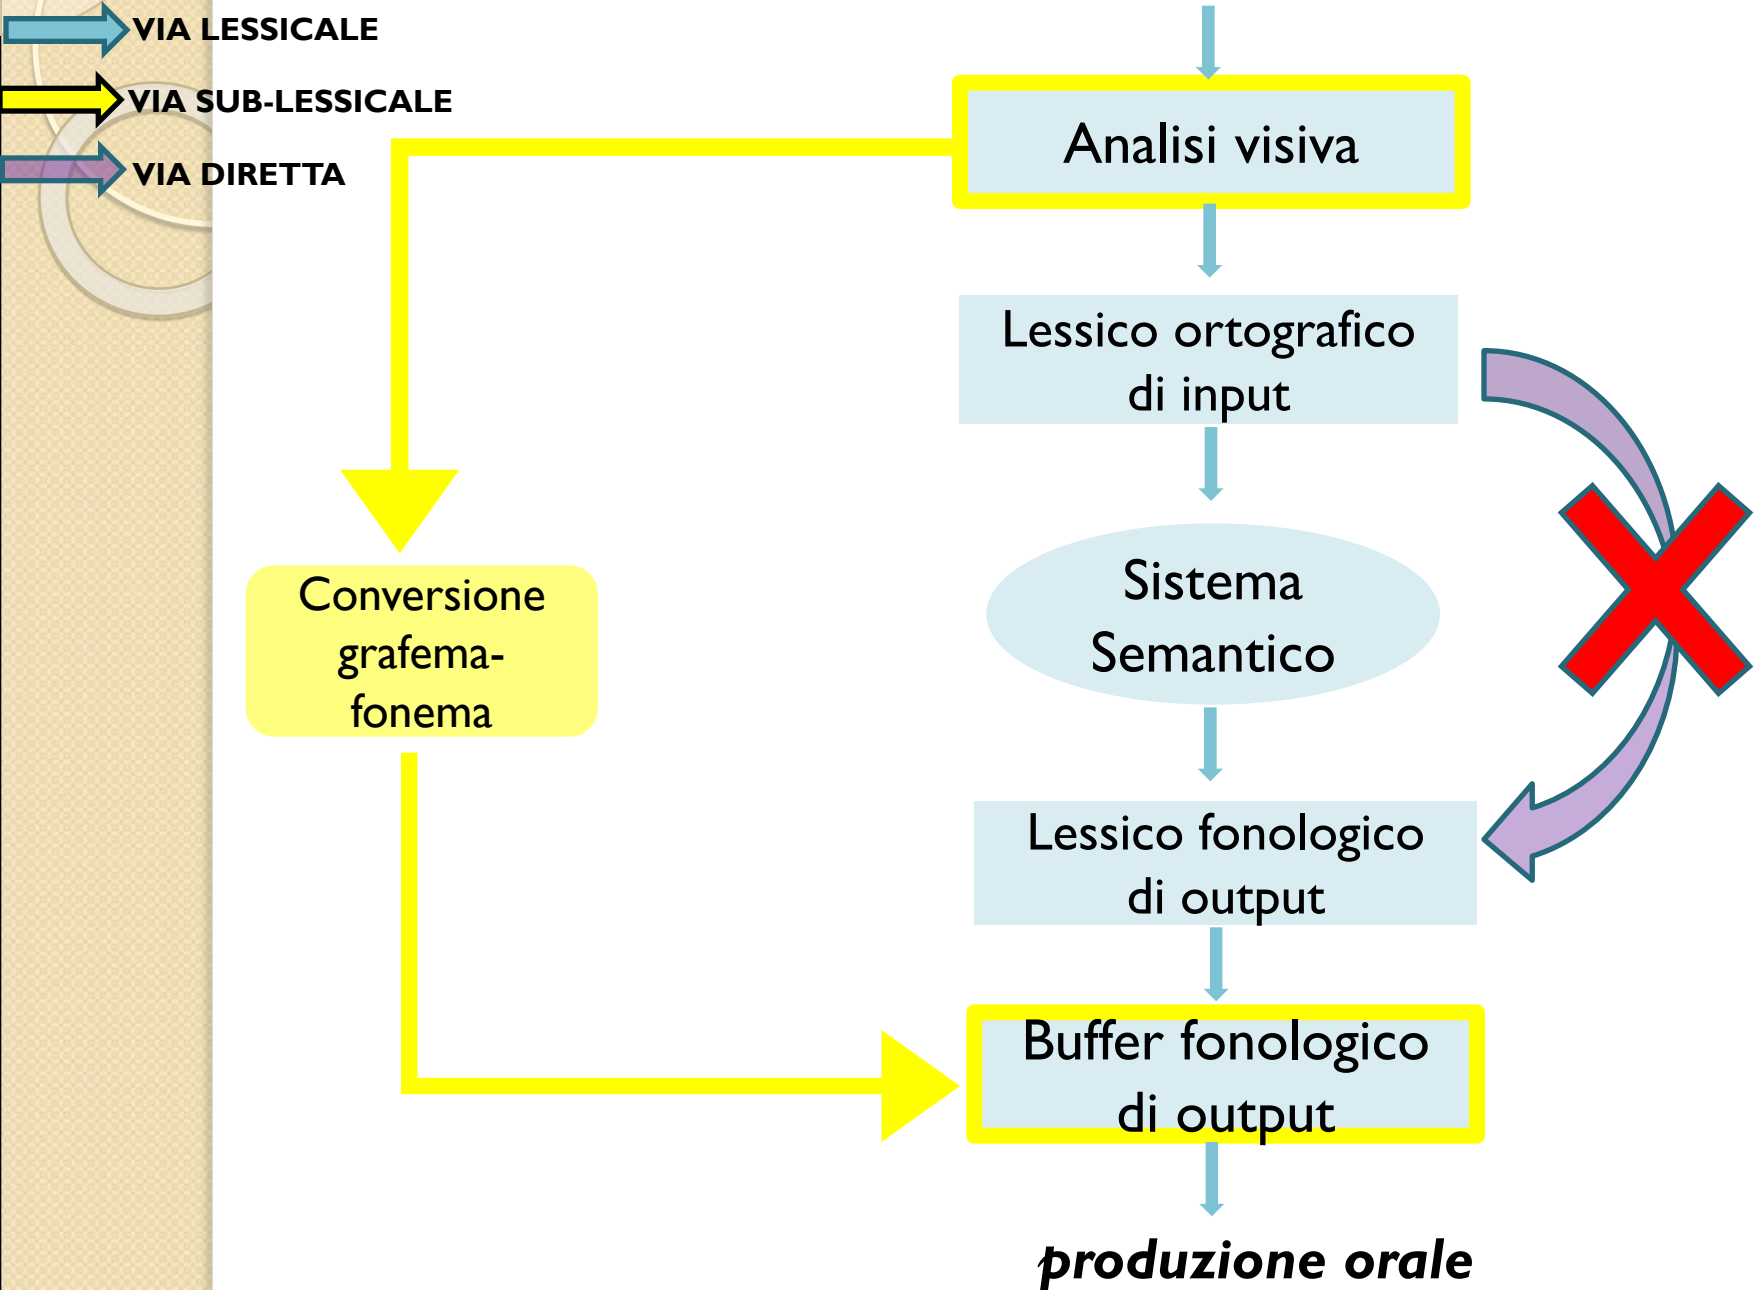 VIA LESSICALE
VIA SUB-LESSICALE
VIA DIRETTA
Analisi visiva
Lessico ortografico
di input
Sistema
Semantico
Conversione
grafema-
fonema
Lessico fonologico
di output
Buffer fonologico
di output
produzione orale